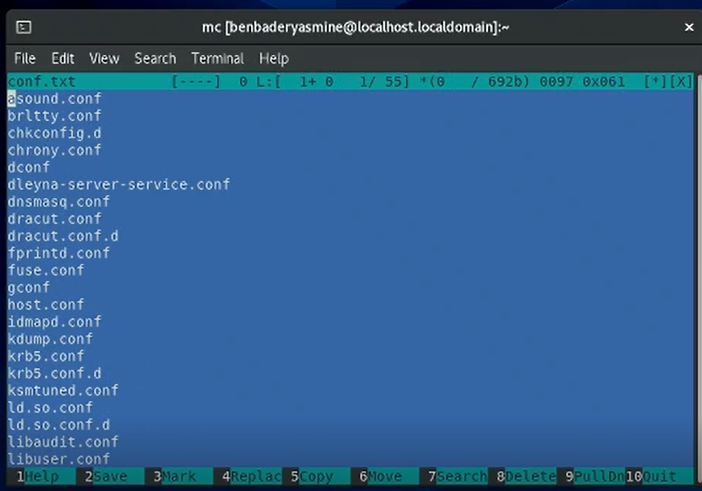 mc [benbaderyasmine@localhost.localdomain]:~
File Edit View Search Terminal Help
conf.txt [----] 0 L:[ 1+ 0 1/ 55] *(0 / 692b) 0097 0x061 [*][X]
asound.conf
brltty.conf
chkconfig.d
chrony.conf
dconf
dleyna-server-service.conf
dnsmasq.conf
dracut.conf
dracut.conf.d
fprintd.conf
fuse.conf
gconf
host.conf
idmapd.conf
kdump.conf
krb5.conf
krb5.conf.d
ksmtuned.conf
ld.so.conf
ld.so.conf.d
libaudit.conf
libuser.conf
1Help 2Save 3Mark 4Replac 5Copy 6Move 7Search 8Delete 9PullDn 10Quit